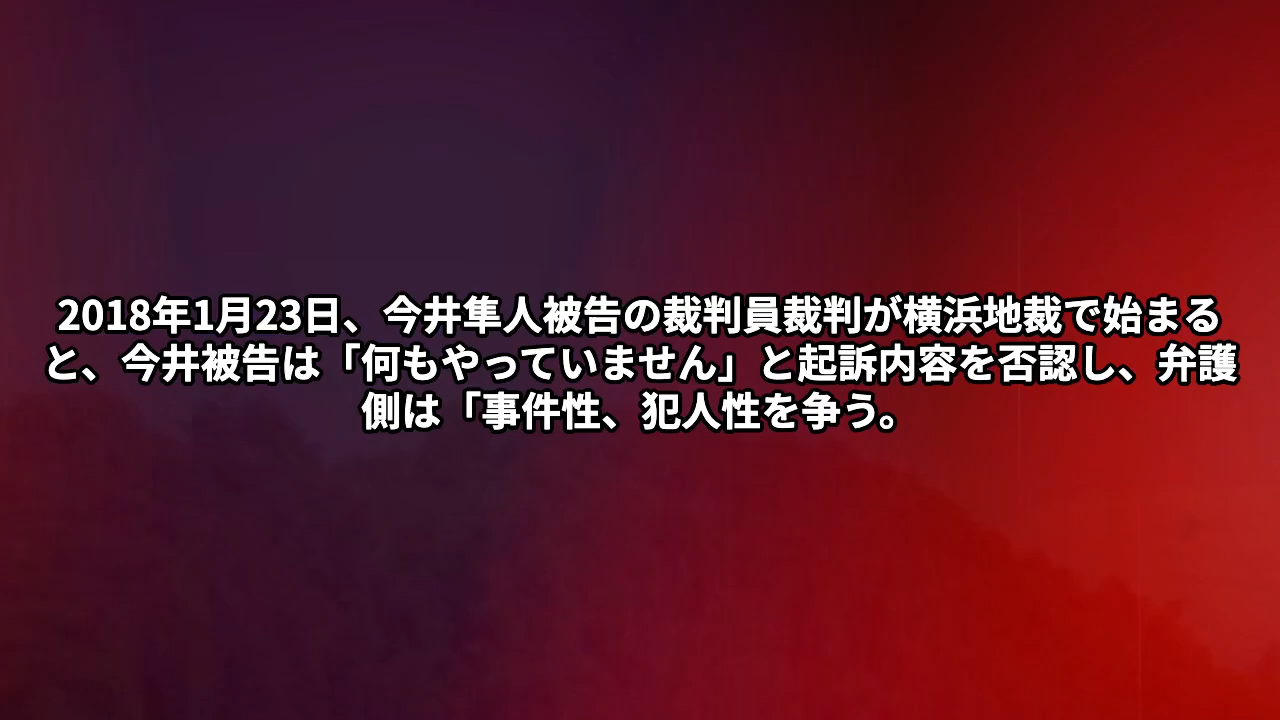 2018年1月23日、今井隼人被告の裁判員裁判が横浜地裁で始まる
と、今井被告は「何もやっていません」と起訴内容を否認し、弁護
側は「事件性、犯人性を争う。